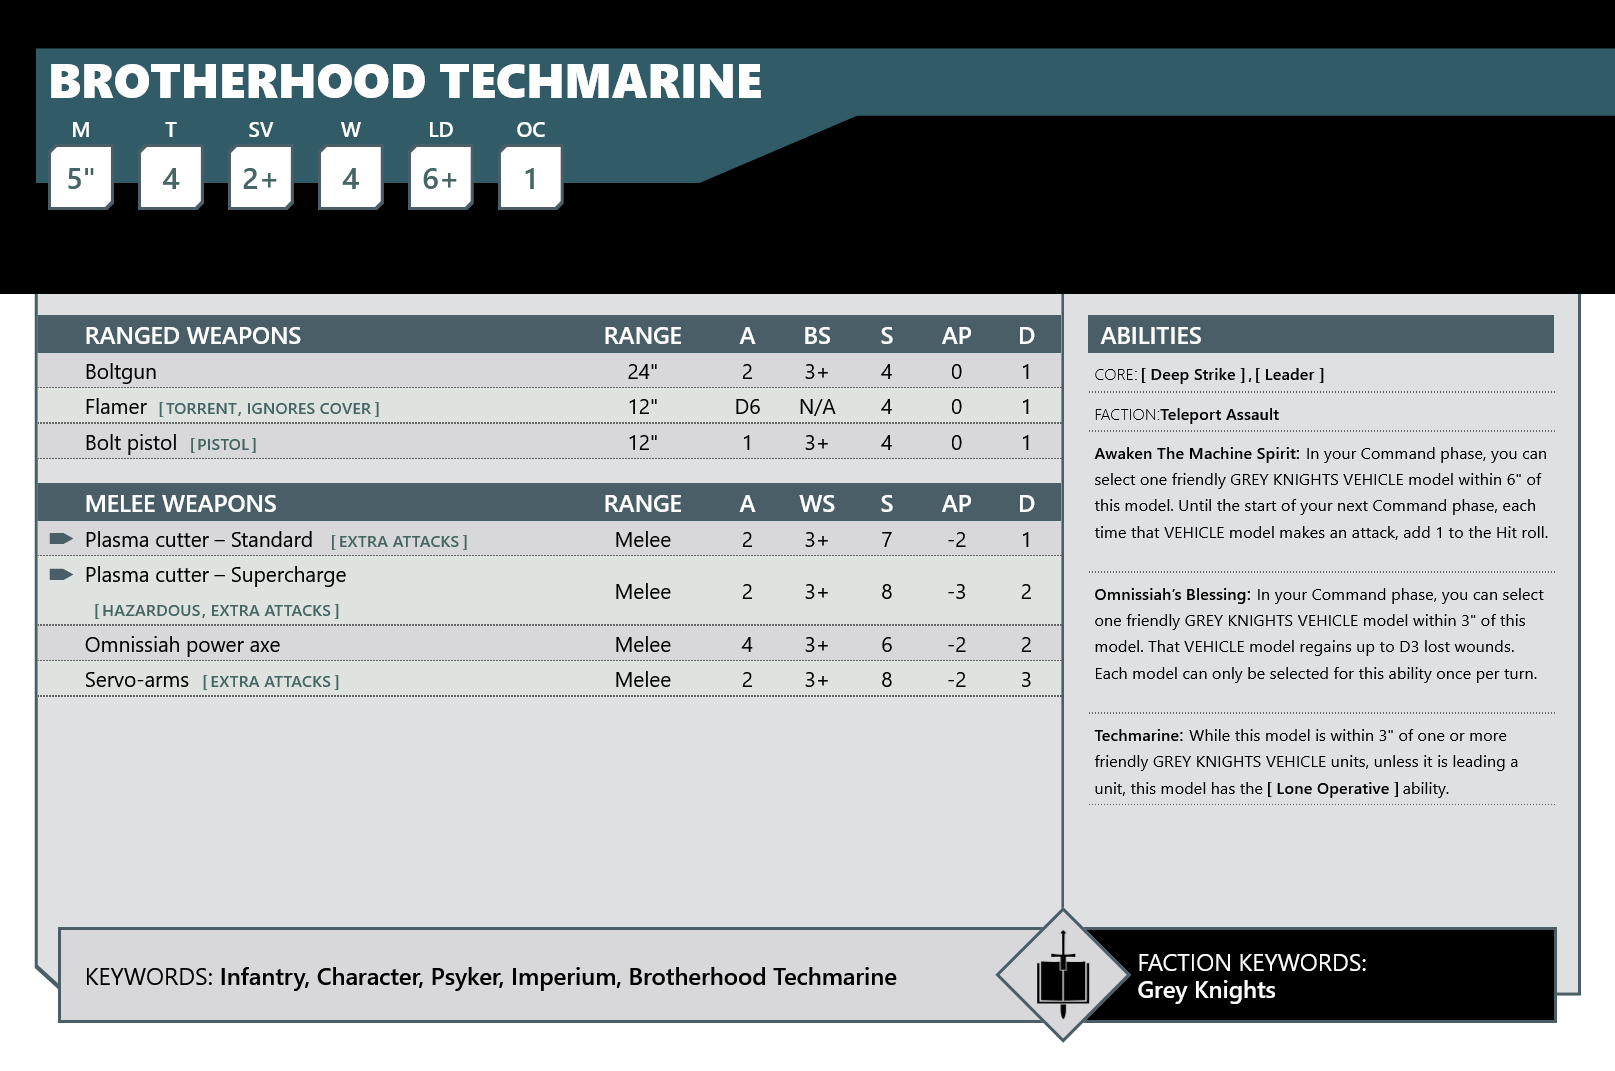 BROTHERHOOD TECHMARINE
M T SV W LD OC
5" 4 2+ 4 6+ 1
RANGED WEAPONS RANGE A BS S AP D
Boltgun 24" 2 3+ 4 0 1
Flamer [TORRENT, IGNORES COVER] 12" D6 N/A 4 0 1
Bolt pistol [PISTOL] 12" 1 3+ 4 0 1
MELEE WEAPONS RANGE A WS S AP D
Plasma cutter – Standard [EXTRA ATTACKS] Melee 2 3+ 7 -2 1
Plasma cutter – Supercharge
[HAZARDOUS, EXTRA ATTACKS] Melee 2 3+ 8 -3 2
Omnissiah power axe Melee 4 3+ 6 -2 2
Servo-arms [EXTRA ATTACKS] Melee 2 3+ 8 -2 3
ABILITIES
CORE: [ Deep Strike ] , [ Leader ]
FACTION:Teleport Assault
Awaken The Machine Spirit: In your Command phase, you can
select one friendly GREY KNIGHTS VEHICLE model within 6" of
this model. Until the start of your next Command phase, each
time that VEHICLE model makes an attack, add 1 to the Hit roll.
Omnissiah’s Blessing: In your Command phase, you can select
one friendly GREY KNIGHTS VEHICLE model within 3" of this
model. That VEHICLE model regains up to D3 lost wounds.
Each model can only be selected for this ability once per turn.
Techmarine: While this model is within 3" of one or more
friendly GREY KNIGHTS VEHICLE units, unless it is leading a
unit, this model has the [ Lone Operative ] ability.
KEYWORDS: Infantry, Character, Psyker, Imperium, Brotherhood Techmarine
FACTION KEYWORDS:
Grey Knights